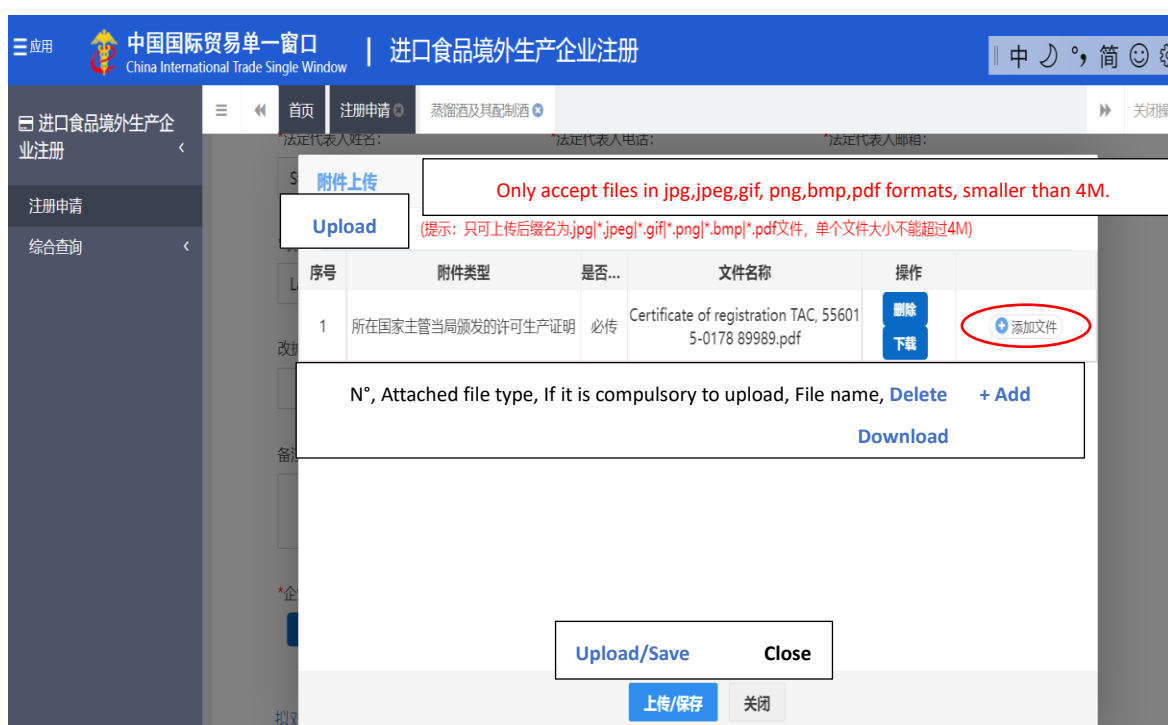 应用
中国国际贸易单一窗口
China International Trade Single Window
进口食品境外生产企业注册
中 简
进口食品境外生产企
业注册
首页 注册申请 蒸馏酒及其配制酒
*法定代表人姓名: *法定代表人电话: *法定代表人邮箱:
注册申请
综合查询
附件上传
Only accept files in jpg,jpeg,gif, png,bmp,pdf formats, smaller than 4M.
Upload
(提示: 只可上传后缀名为.jpg|*.jpeg|*.gif|*.png|*.bmp|*.pdf文件，单个文件大小不能超过4M)
序号 附件类型 是否... 文件名称 操作
1 所在国家主管当局颁发的许可生产证明 必传 Certificate of registration TAC, 55601
5-0178 89989.pdf
删除
下载
添加文件
N°, Attached file type, If it is compulsory to upload, File name, Delete + Add
Download
Upload/Save Close
上传/保存 关闭